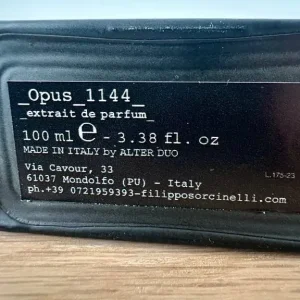 _Opus_1144_
_extrait de parfum_
100 ml e - 3.38 fl. oz
MADE IN ITALY by ALTER DUO
Via Cavour, 33
61037 Mondolfo (PU) - Italy
ph.+39 0721959393-filipposorcinelli.com
L.175-23